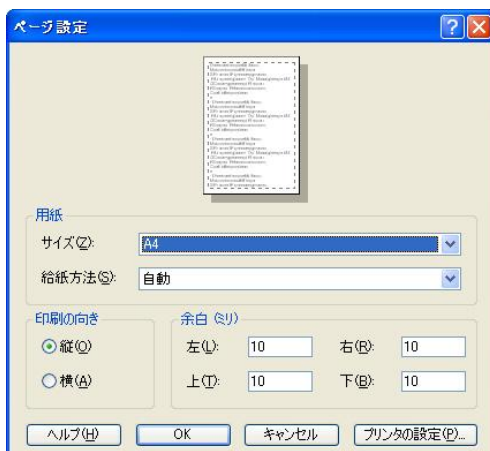 ページ設定
用紙
サイズ(Z): A4
給紙方法(S): 自動
印刷の向き
縦(O)
横(A)
余白 (ミリ)
左(L): 10 右(R): 10
上(T): 10 下(B): 10
ヘルプ(H) OK キャンセル プリンタの設定(P)...